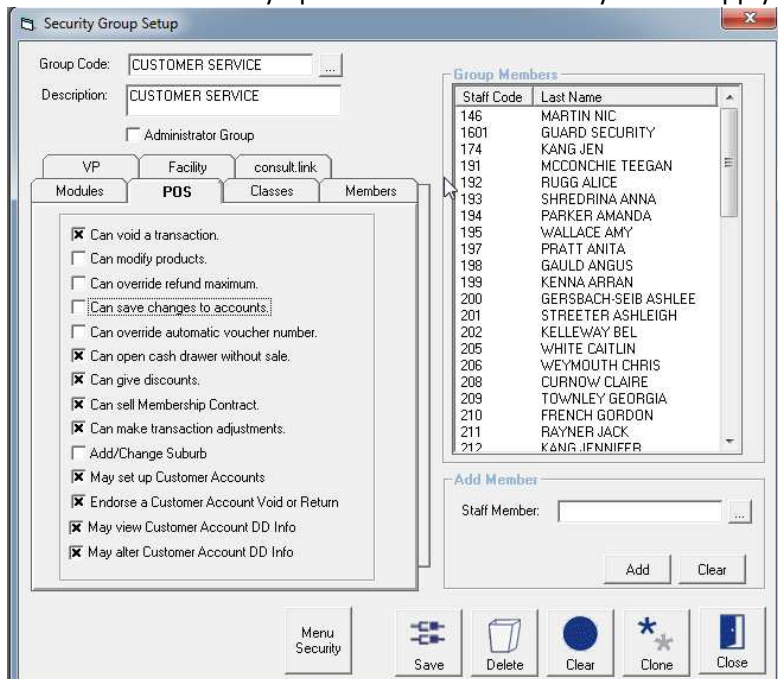 Security Group Setup
Group Code: CUSTOMER SERVICE ...
Description: CUSTOMER SERVICE
Administrator Group
VP Facility consult.link
Modules POS Classes Members
Can void a transaction.
Can modify products.
Can override refund maximum.
Can save changes to accounts.
Can override automatic voucher number.
Can open cash drawer without sale.
Can give discounts.
Can sell Membership Contract.
Can make transaction adjustments.
Add/Change Suburb
May set up Customer Accounts
Endorse a Customer Account Void or Return
May view Customer Account DD Info
May alter Customer Account DD Info
Group Members
Staff Code Last Name
146 MARTIN NIC
1601 GUARD SECURITY
174 KANG JEN
191 MCCONCHIE TEEGAN
192 RUGG ALICE
193 SHREDRINA ANNA
194 PARKER AMANDA
195 WALLACE AMY
197 PRATT ANITA
198 GAULD ANGUS
199 KENNA ARRAN
200 GERSBACH-SEIB ASHLEE
201 STREETER ASHLEIGH
202 KELLEWAY BEL
205 WHITE CAITLIN
206 WEYMOUTH CHRIS
208 CURNOW CLAIRE
209 TOWNLEY GEORGIA
210 FRENCH GORDON
211 RAYNER JACK
212 KANG JENNIFER
Add Member
Staff Member: ...
Add Clear
Menu
Security
Save Delete Clear Clone Close